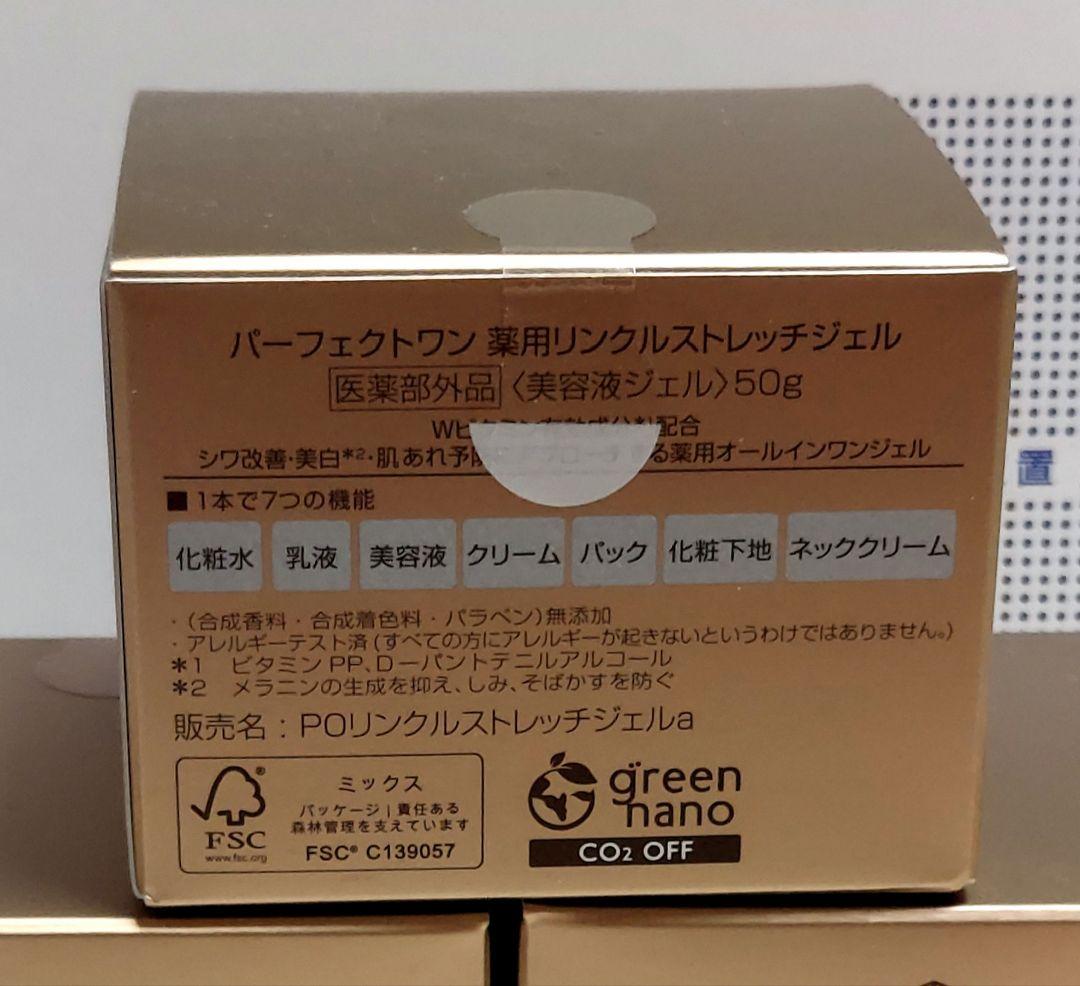 パーフェクトワン 薬用リンクルストレッチジェル
医薬部外品 〈美容液ジェル〉50g
配合
シワ改善・美白*2・肌あれ予防 る薬用オールインワンジェル
■ 1本で7つの機能
化粧水 乳液 美容液 クリーム パック 化粧下地 ネッククリーム
・(合成香料・合成着色料・パラベン)無添加
・アレルギーテスト済(すべての方にアレルギーが起きないというわけではありません。)
*1 ビタミンPP、D－パントテニルアルコール
*2 メラニンの生成を抑え、しみ、そばかすを防ぐ
販売名：POリンクルストレッチジェルa
FSC®
www.fsc.org
ミックス
パッケージ|責任ある
森林管理を支えています
FSC® C139057
green
nano
CO2 OFF
置